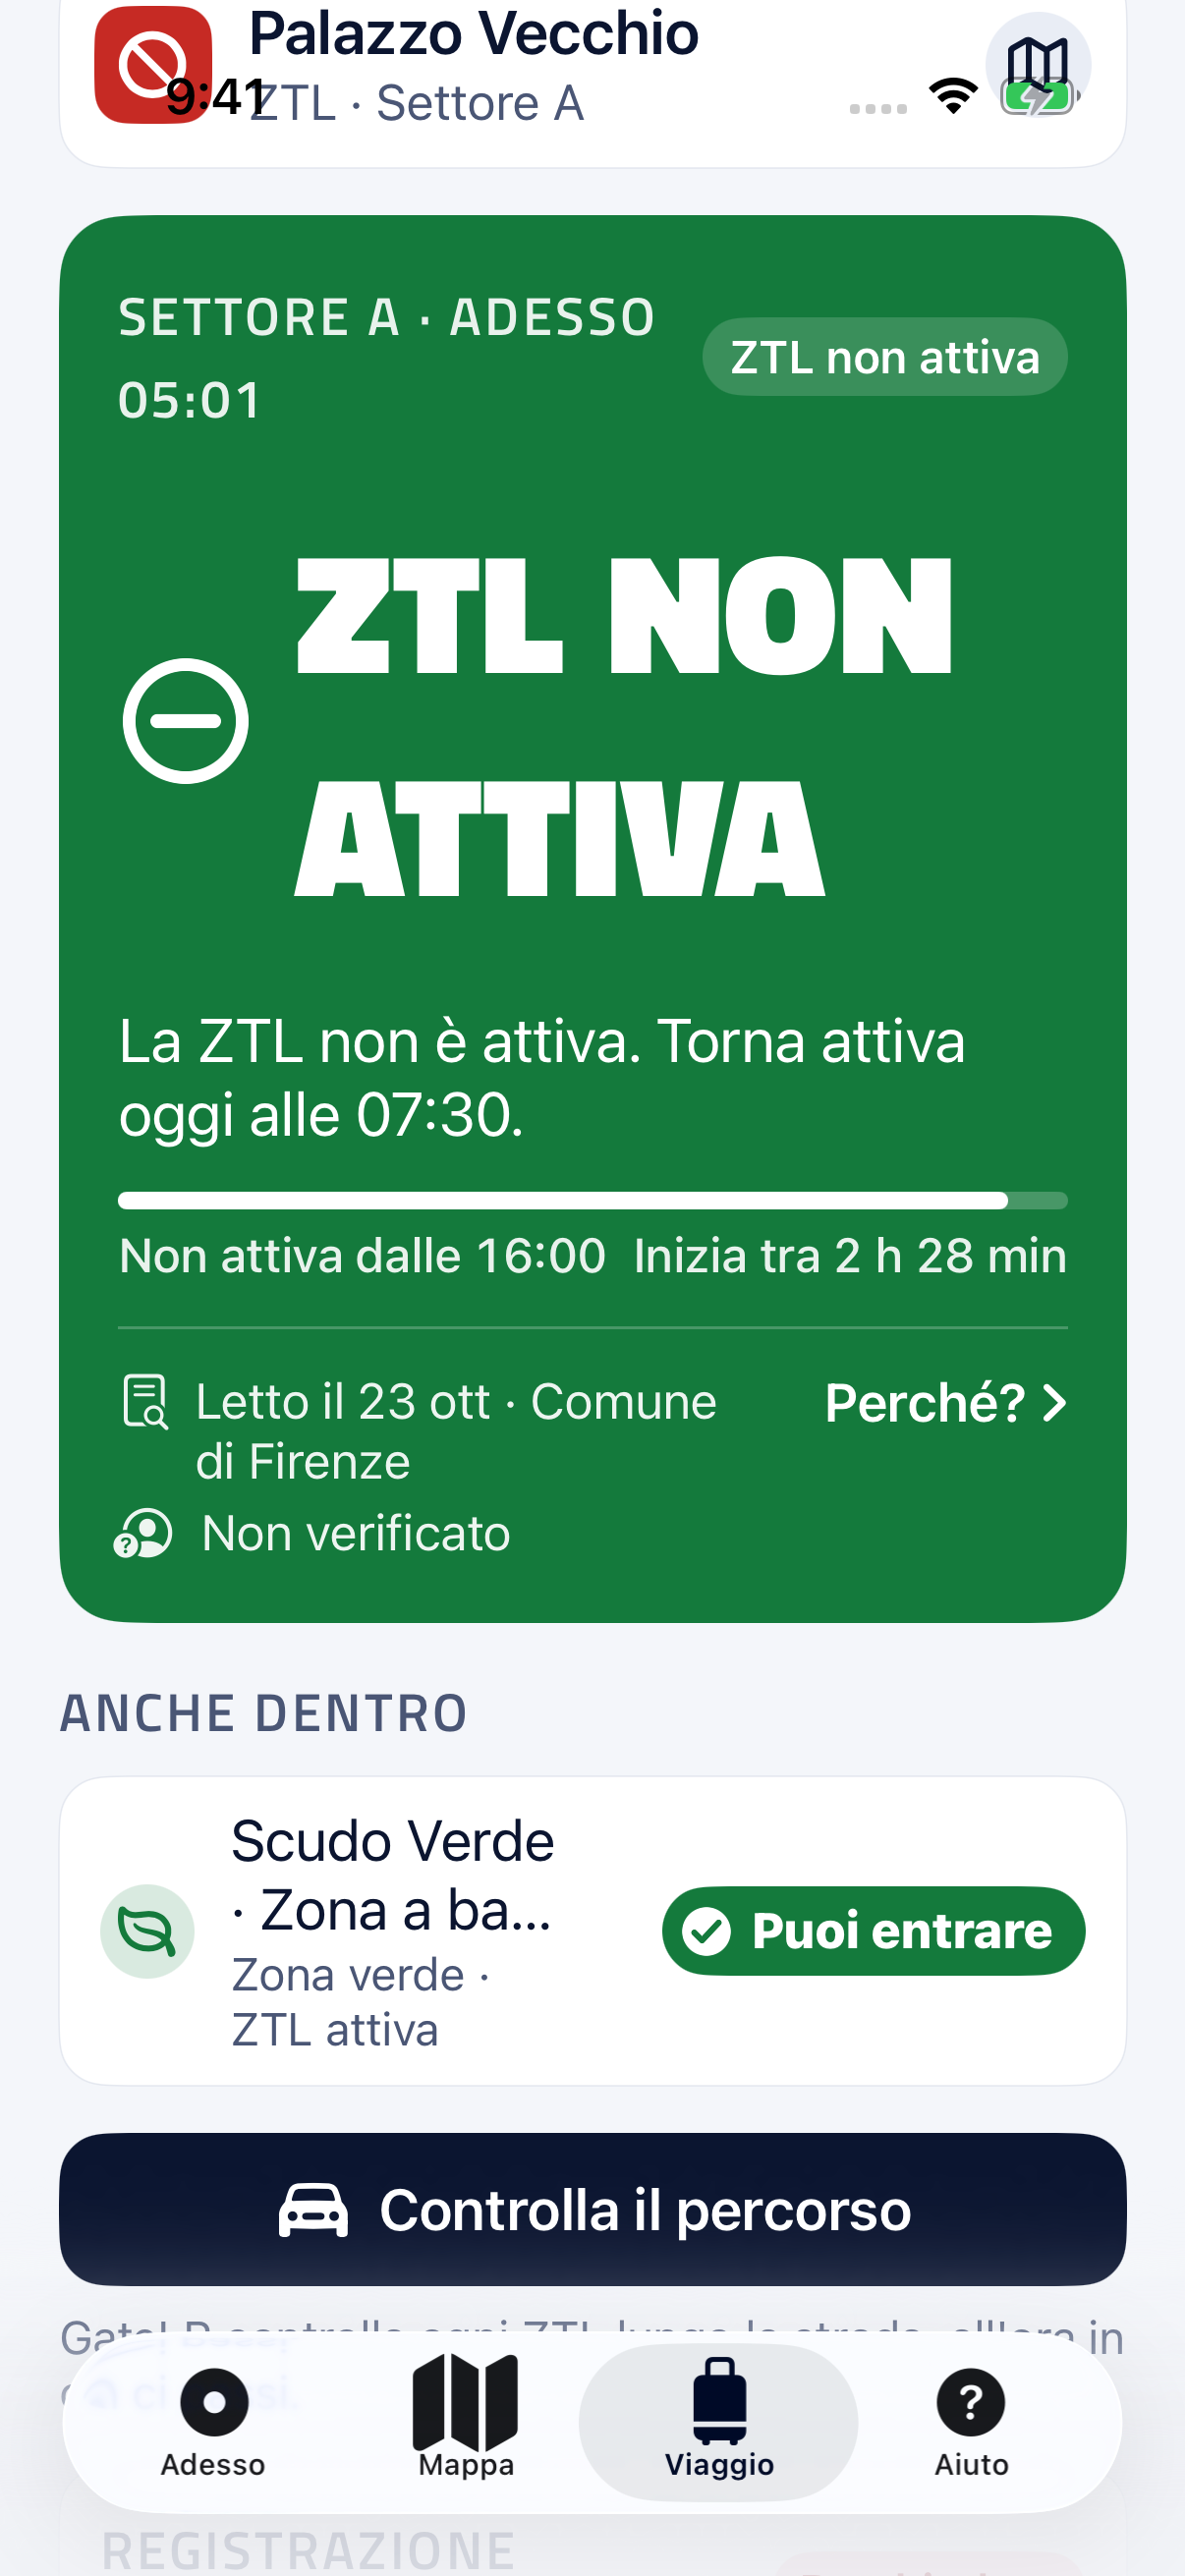 Palazzo Vecchio
9:41
ZTL · Settore A
SETTORE A · ADESSO
05:01
ZTL non attiva
ZTL NON
ATTIVA
La ZTL non è attiva. Torna attiva
oggi alle 07:30.
Non attiva dalle 16:00
Inizia tra 2 h 28 min
Letto il 23 ott · Comune
di Firenze
Perché?
Non verificato
ANCHE DENTRO
Scudo Verde
· Zona a ba...
Zona verde ·
ZTL attiva
Puoi entrare
Controlla il percorso
in
Adesso
Mappa
Viaggio
Aiuto
REGISTRAZIONE